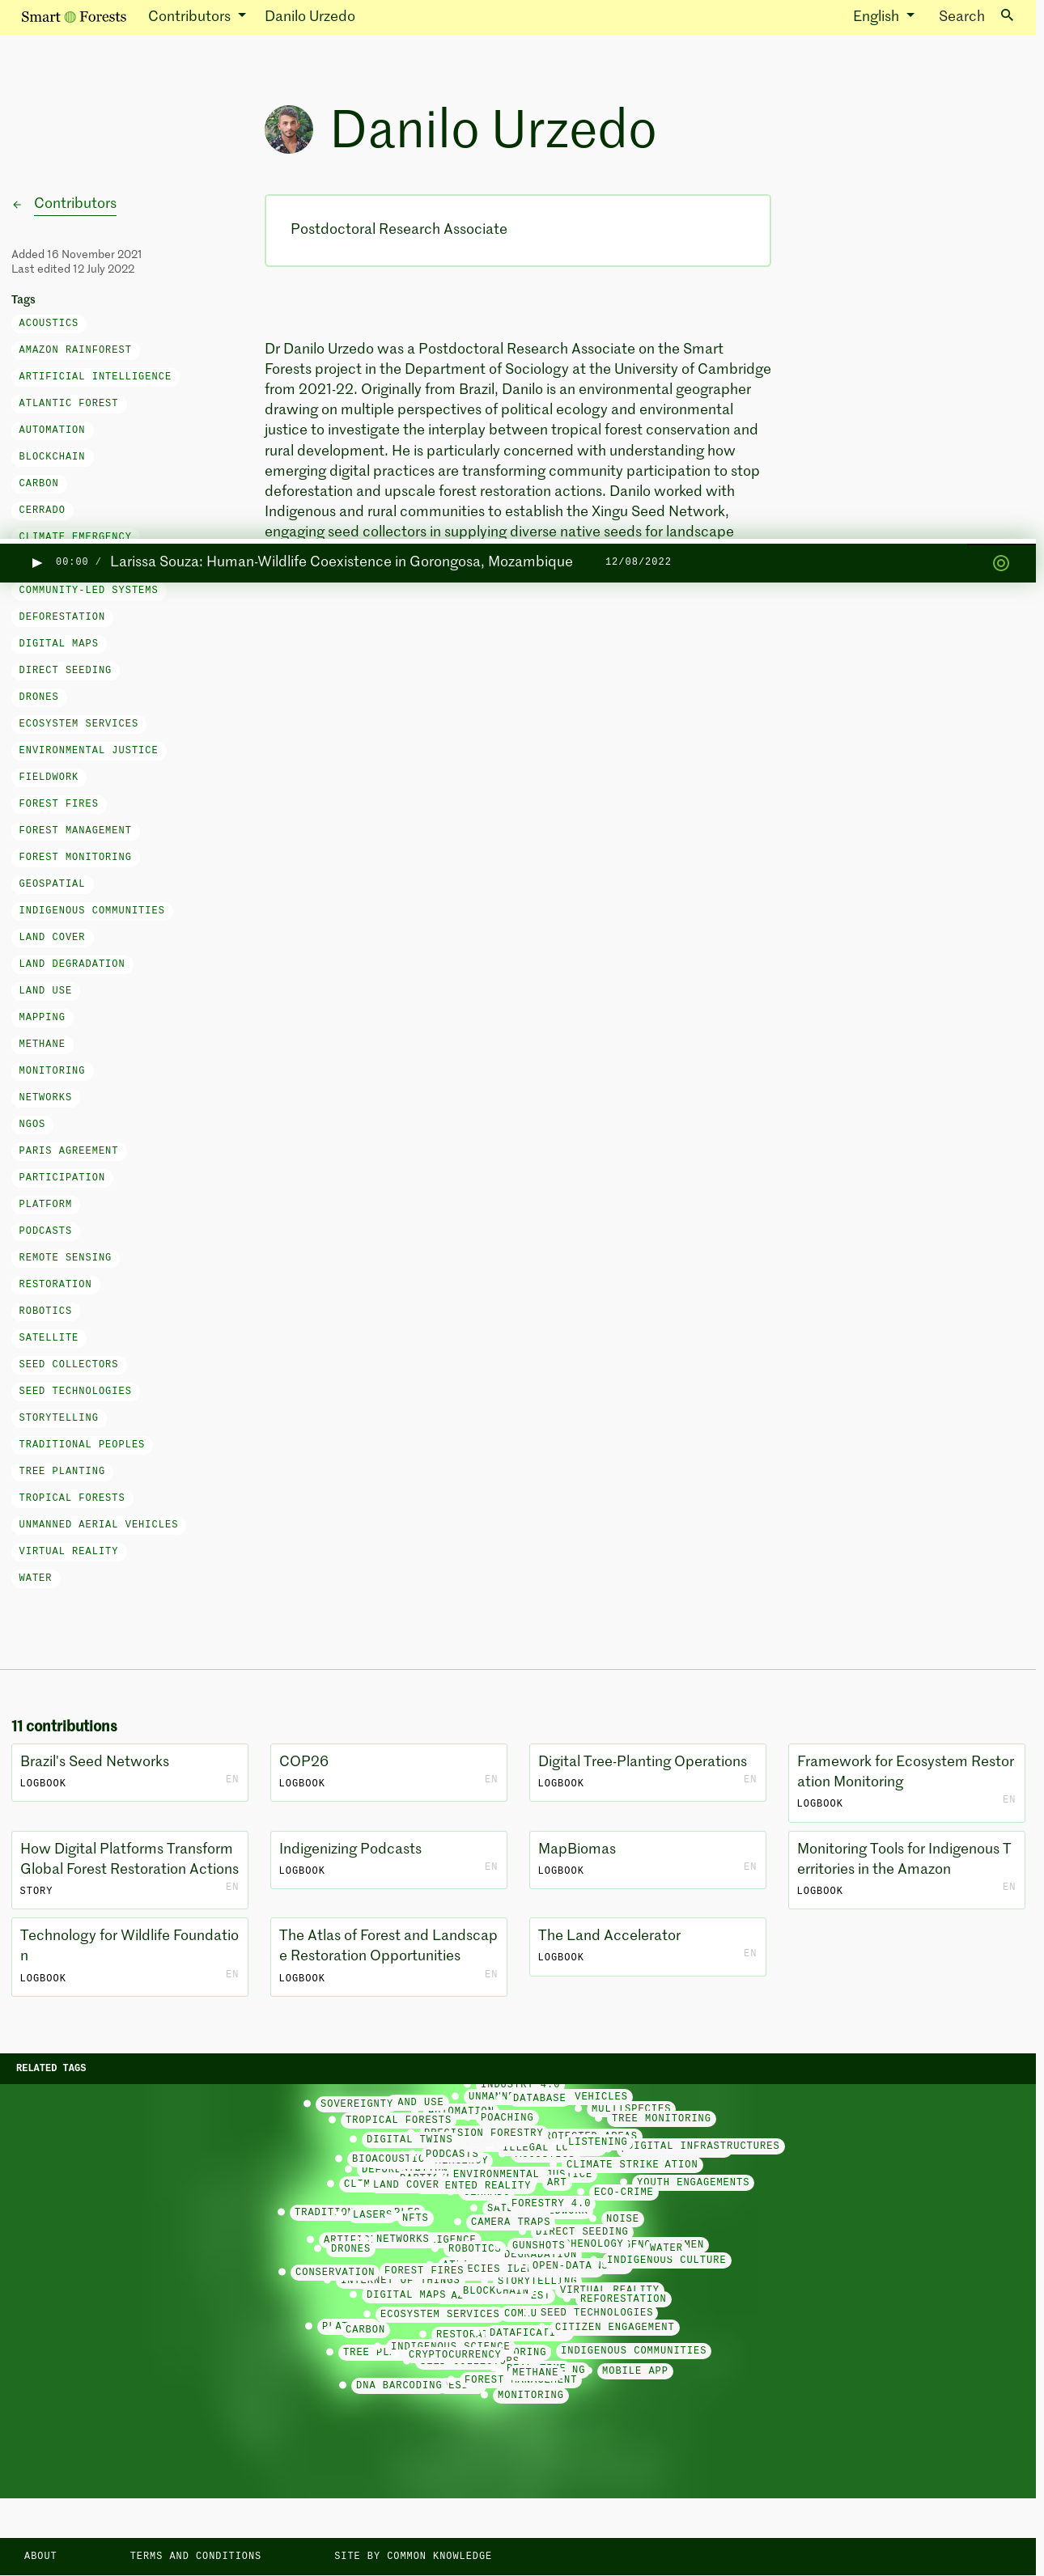 Smart Forests Contributors Danilo Urzedo English Search
Danilo Urzedo
Contributors
Postdoctoral Research Associate
Added 16 November 2021
Last edited 12 July 2022
Tags
ACOUSTICS
AMAZON RAINFOREST
ARTIFICIAL INTELLIGENCE
ATLANTIC FOREST
AUTOMATION
BLOCKCHAIN
CARBON
CERRADO
CLIMATE EMERGENCY
Dr Danilo Urzedo was a Postdoctoral Research Associate on the Smart
Forests project in the Department of Sociology at the University of Cambridge
from 2021-22. Originally from Brazil, Danilo is an environmental geographer
drawing on multiple perspectives of political ecology and environmental
justice to investigate the interplay between tropical forest conservation and
rural development. He is particularly concerned with understanding how
emerging digital practices are transforming community participation to stop
deforestation and upscale forest restoration actions. Danilo worked with
Indigenous and rural communities to establish the Xingu Seed Network,
engaging seed collectors in supplying diverse native seeds for landscape
00:00 / Larissa Souza: Human-Wildlife Coexistence in Gorongosa, Mozambique 12/08/2022
COMMUNITY-LED SYSTEMS
DEFORESTATION
DIGITAL MAPS
DIRECT SEEDING
DRONES
ECOSYSTEM SERVICES
ENVIRONMENTAL JUSTICE
FIELDWORK
FOREST FIRES
FOREST MANAGEMENT
FOREST MONITORING
GEOSPATIAL
INDIGENOUS COMMUNITIES
LAND COVER
LAND DEGRADATION
LAND USE
MAPPING
METHANE
MONITORING
NETWORKS
NGOS
PARIS AGREEMENT
PARTICIPATION
PLATFORM
PODCASTS
REMOTE SENSING
RESTORATION
ROBOTICS
SATELLITE
SEED COLLECTORS
SEED TECHNOLOGIES
STORYTELLING
TRADITIONAL PEOPLES
TREE PLANTING
TROPICAL FORESTS
UNMANNED AERIAL VEHICLES
VIRTUAL REALITY
WATER
11 contributions
Brazil's Seed Networks
LOGBOOK EN
COP26
LOGBOOK EN
Digital Tree-Planting Operations
LOGBOOK EN
Framework for Ecosystem Restor
ation Monitoring
LOGBOOK EN
How Digital Platforms Transform
Global Forest Restoration Actions
STORY EN
Indigenizing Podcasts
LOGBOOK EN
MapBiomas
LOGBOOK EN
Monitoring Tools for Indigenous T
erritories in the Amazon
LOGBOOK EN
Technology for Wildlife Foundatio
n
LOGBOOK EN
The Atlas of Forest and Landscap
e Restoration Opportunities
LOGBOOK EN
The Land Accelerator
LOGBOOK EN
RELATED TAGS
DATABASE VEHICLES
SOVEREIGNTY AND USE
MULTISPECIES
TROPICAL FORESTS POACHING TREE MONITORING
PRECISION FORESTRY
DIGITAL TWINS LISTENING DIGITAL INFRASTRUCTURES
PODCASTS
CLIMATE STRIKE
ENVIRONMENTAL JUSTICE
LAND COVER ART YOUTH ENGAGEMENTS
ECO-CRIME
FORESTRY 4.0
LASERS NFTS CAMERA TRAPS NOISE
DIRECT SEEDING
NETWORKS
DRONES ROBOTICS GUNSHOTS WATER
INDIGENOUS CULTURE
OPEN-DATA
CONSERVATION FOREST FIRES
STORYTELLING
BLOCKCHAIN VIRTUAL REALITY
DIGITAL MAPS REFORESTATION
ECOSYSTEM SERVICES SEED TECHNOLOGIES
CARBON CITIZEN ENGAGEMENT
INDIGENOUS SCIENCE
CRYPTOCURRENCY INDIGENOUS COMMUNITIES
METHANE MOBILE APP
FOREST MANAGEMENT
DNA BARCODING
MONITORING
ABOUT TERMS AND CONDITIONS SITE BY COMMON KNOWLEDGE